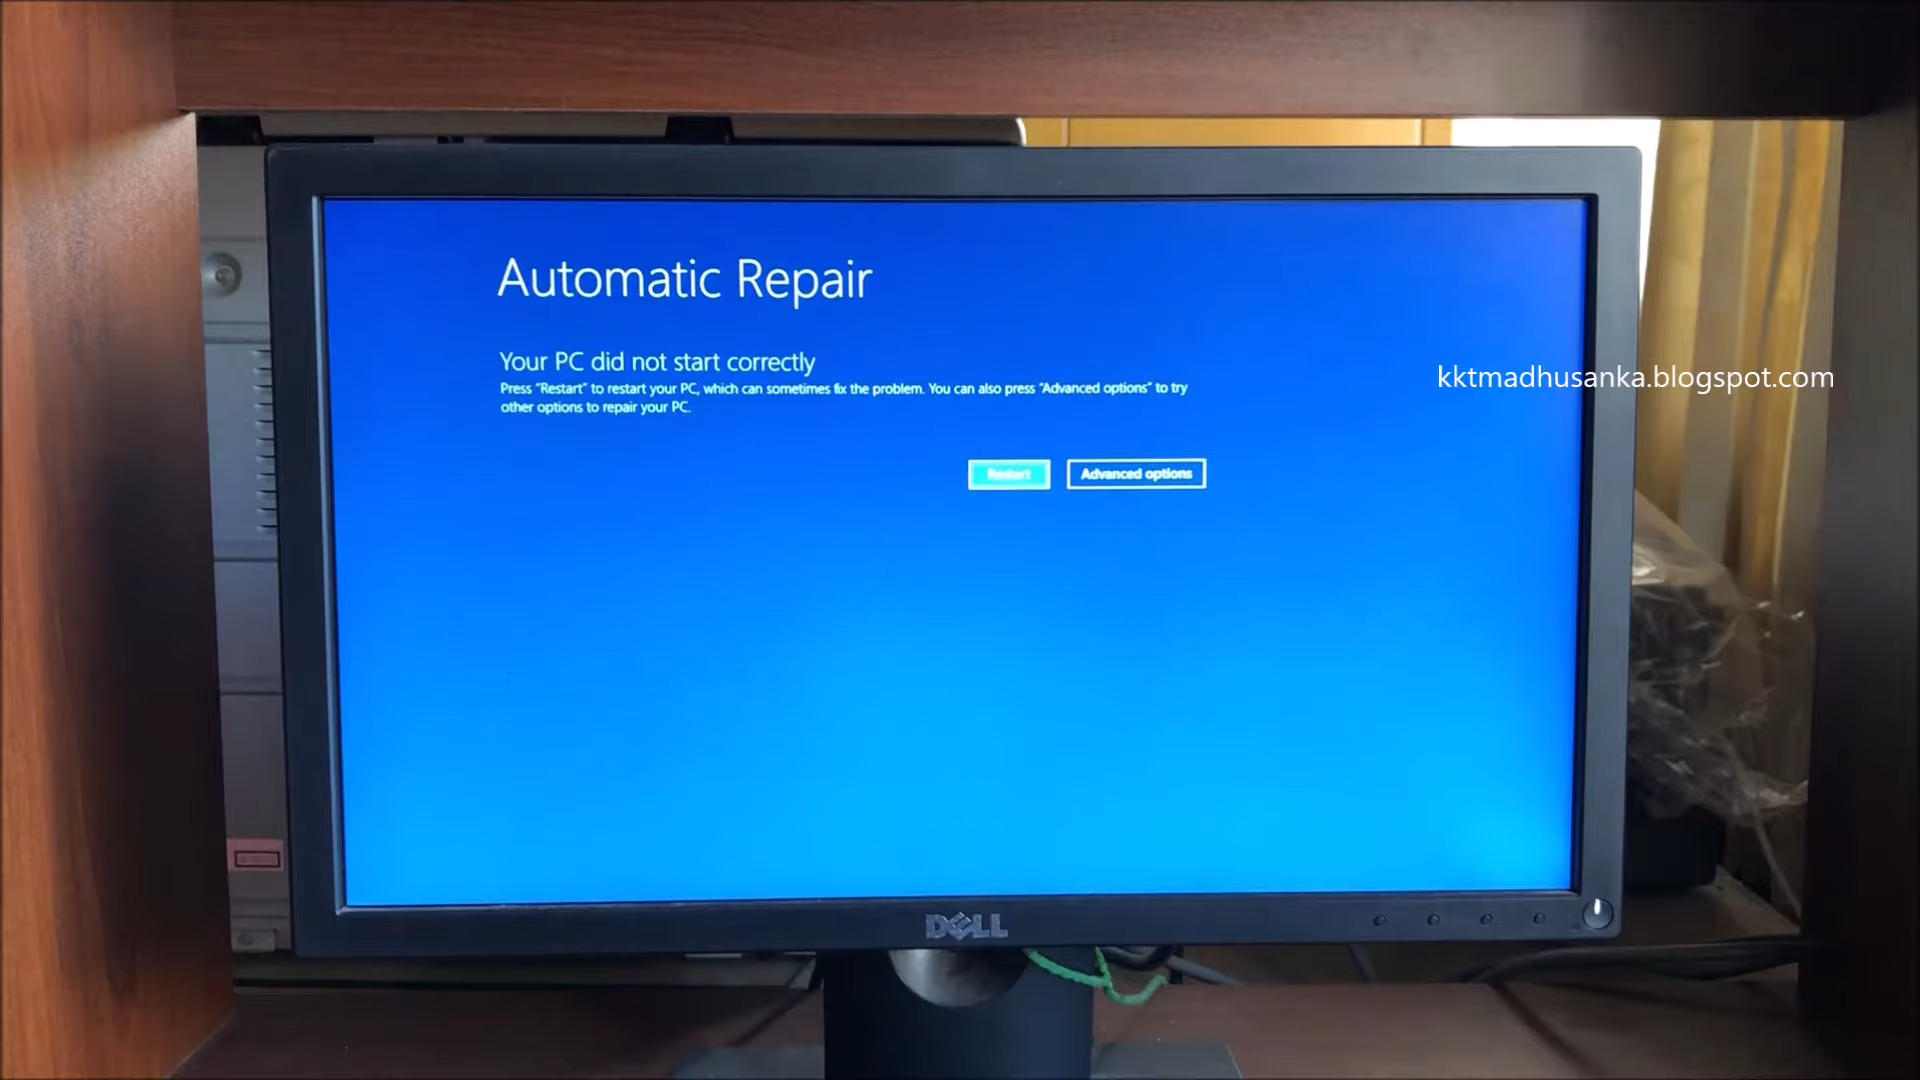 Automatic Repair
Your PC did not start correctly
Press "Restart" to restart your PC, which can sometimes fix the problem. You can also press "Advanced options" to try
other options to repair your PC.
kktmadhusanka.blogspot.com
Restart Advanced options
DELL